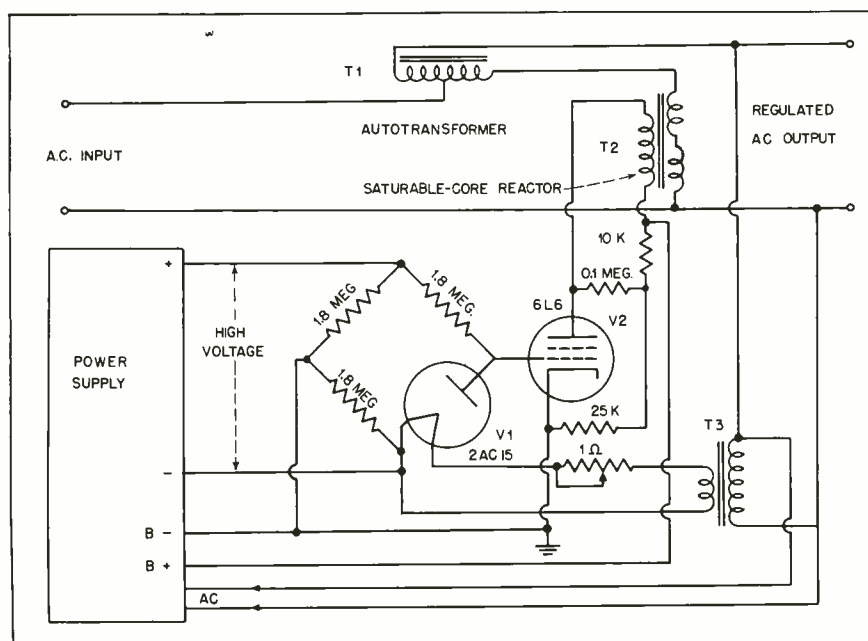 T1
AUTOTRANSFORMER
A.C. INPUT
T2
REGULATED
AC OUTPUT
SATURABLE-CORE REACTOR
10 K
0.1 MEG.
+
1.8 MEG
1.8 MEG.
6L6
V2
HIGH
VOLTAGE
POWER
SUPPLY
1.8 MEG
25 K
T3
V1
2AC15
1 Ω
−
B −
B +
AC